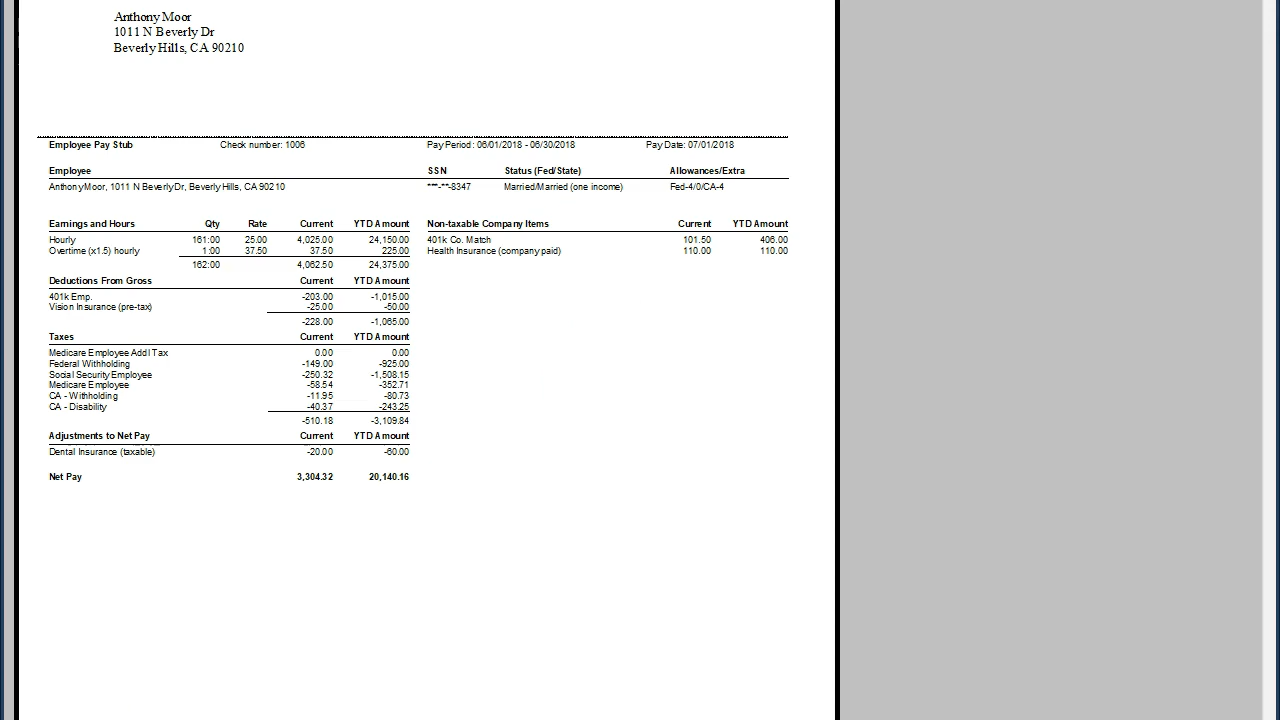 Anthony Moor
1011 N Beverly Dr
Beverly Hills, CA 90210
Employee Pay Stub Check number: 1006 Pay Period: 06/01/2018 - 06/30/2018 Pay Date: 07/01/2018
Employee SSN Status (Fed/State) Allowances/Extra
Anthony Moor, 1011 N Beverly Dr, Beverly Hills, CA 90210 ***-**-8347 Married/Married (one income) Fed-4/0/CA-4
Earnings and Hours Qty Rate Current YTD Amount Non-taxable Company Items Current YTD Amount
Hourly 161:00 25.00 4,025.00 24,150.00 401k Co. Match 101.50 406.00
Overtime (x1.5) hourly 1:00 37.50 37.50 225.00 Health Insurance (company paid) 110.00 110.00
162:00 4,062.50 24,375.00
Deductions From Gross Current YTD Amount
401k Emp. -203.00 -1,015.00
Vision Insurance (pre-tax) -25.00 -50.00
-228.00 -1,065.00
Taxes Current YTD Amount
Medicare Employee Addl Tax 0.00 0.00
Federal Withholding -149.00 -925.00
Social Security Employee -250.32 -1,508.15
Medicare Employee -58.54 -352.71
CA - Withholding -11.95 -80.73
CA - Disability -40.37 -243.25
-510.18 -3,109.84
Adjustments to Net Pay Current YTD Amount
Dental Insurance (taxable) -20.00 -60.00
Net Pay 3,304.32 20,140.16